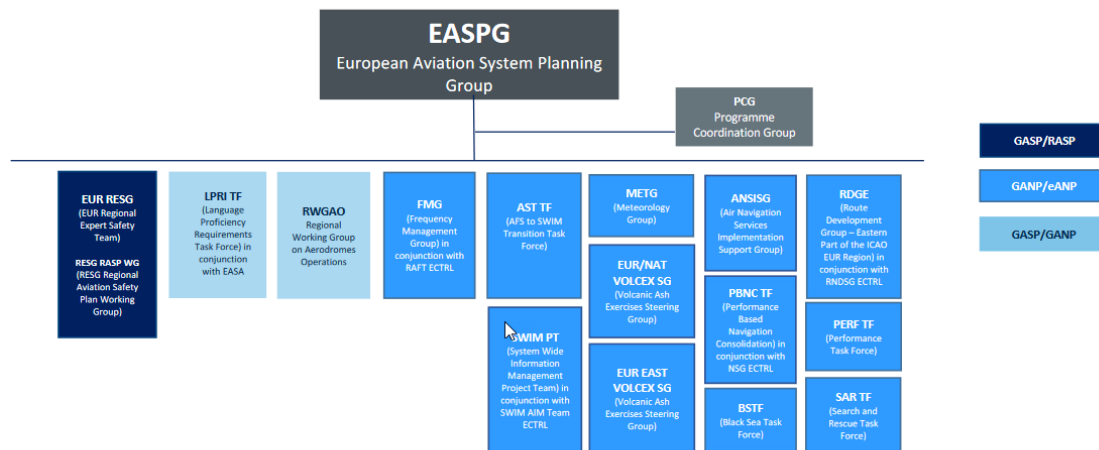 EASPG
European Aviation System Planning
Group
PCG
Programme
Coordination Group
GASP/RASP
GANP/eANP
GASP/GANP
EUR RESG
(EUR Regional
Expert Safety
Team)
RESG RASP WG
(RESG Regional
Aviation Safety
Plan Working
Group)
LPRI TF
(Language
Proficiency
Requirements
Task Force) in
conjunction
with EASA
RWGAO
Regional
Working Group
on Aerodromes
Operations
FMG
(Frequency
Management
Group) in
conjunction
with RAFT ECTRL
AST TF
(AFS to SWIM
Transition Task
Force)
SWIM PT
(System Wide
Information
Management
Project Team) in
conjunction with
SWIM AIM Team
ECTRL
METG
(Meteorology
Group)
EUR/NAT
VOLCEX SG
(Volcanic Ash
Exercises Steering
Group)
EUR EAST
VOLCEX SG
(Volcanic Ash
Exercises Steering
Group)
ANSISG
(Air Navigation
Services
Implementation
Support Group)
PBNC TF
(Performance
Based
Navigation
Consolidation) in
conjunction with
NSG ECTRL
BSTF
(Black Sea Task
Force)
RDGE
(Route
Development
Group – Eastern
Part of the ICAO
EUR Region) in
conjunction with
RNDSG ECTRL
PERF TF
(Performance
Task Force)
SAR TF
(Search and
Rescue Task
Force)